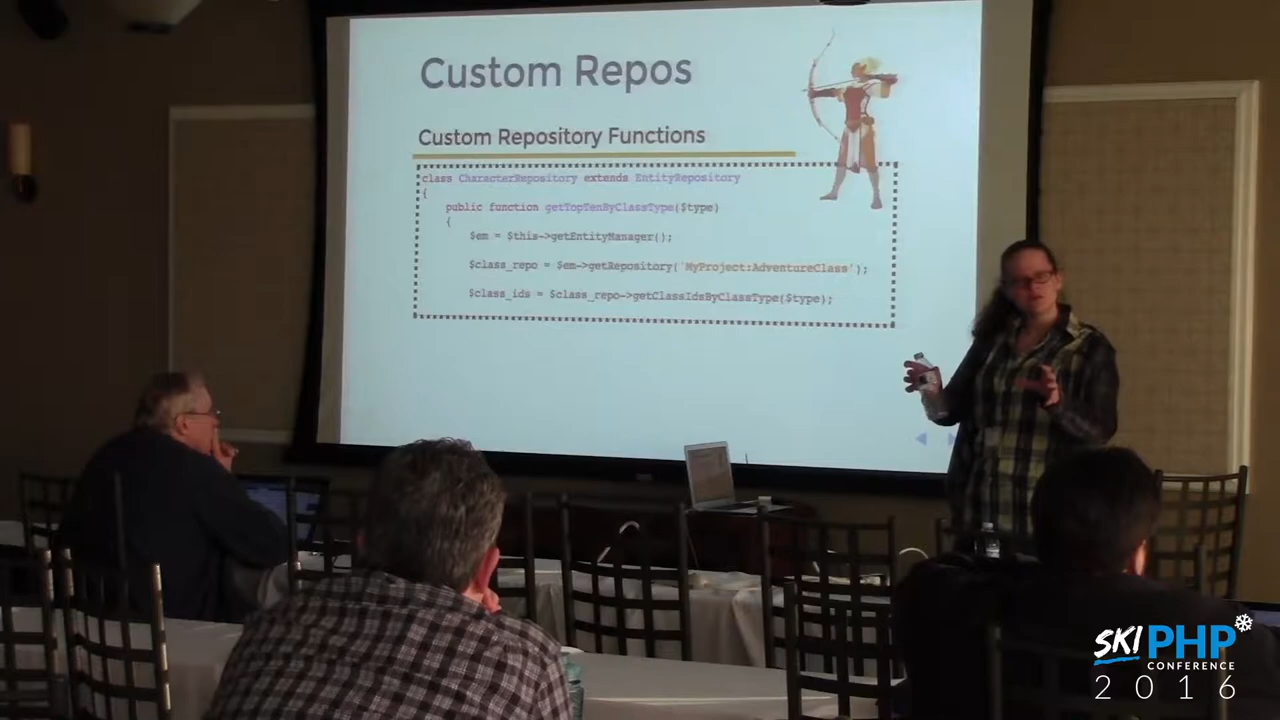 Custom Repos
Custom Repository Functions
class CharacterRepository extends EntityRepository
{
public function getTopTenByClassType($type)
{
$em = $this->getEntityManager();
$class_repo = $em->getRepository('MyProject:AdventureClass');
$class_ids = $class_repo->getClassIdsByClassType($type);
SKI PHP
CONFERENCE
2016